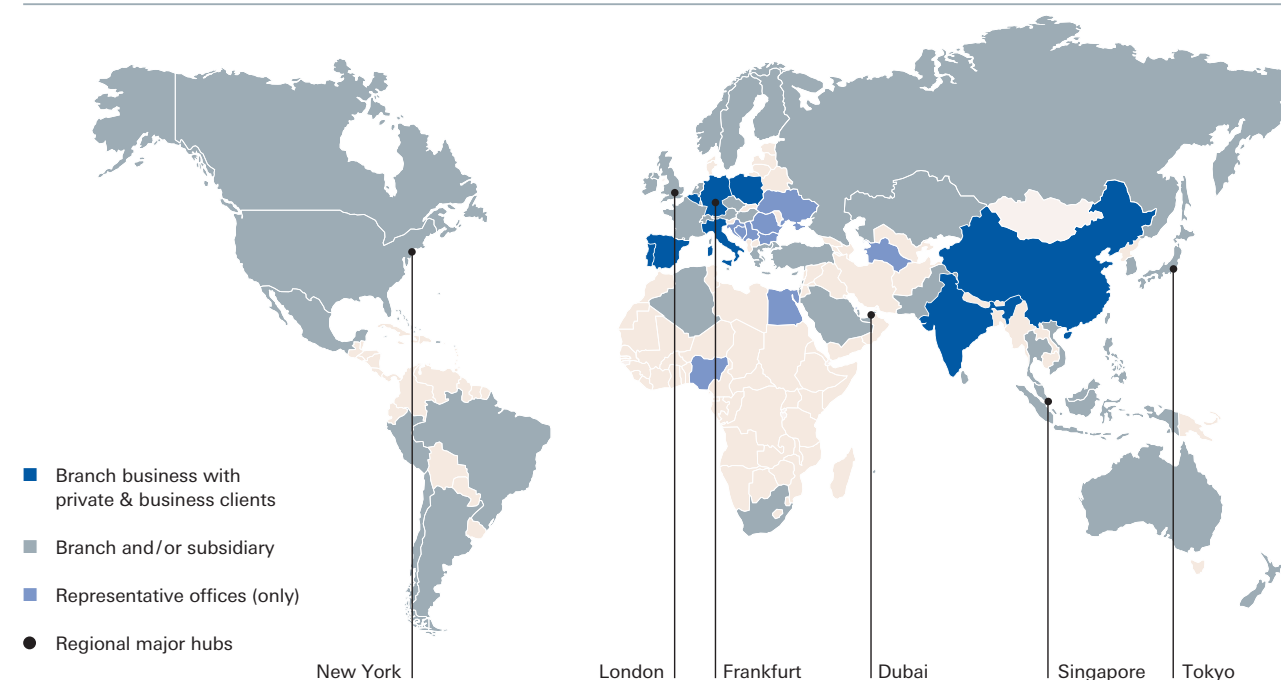 Branch business with
private & business clients
Branch and/or subsidiary
Representative offices (only)
Regional major hubs
New York
London
Frankfurt
Dubai
Singapore
Tokyo